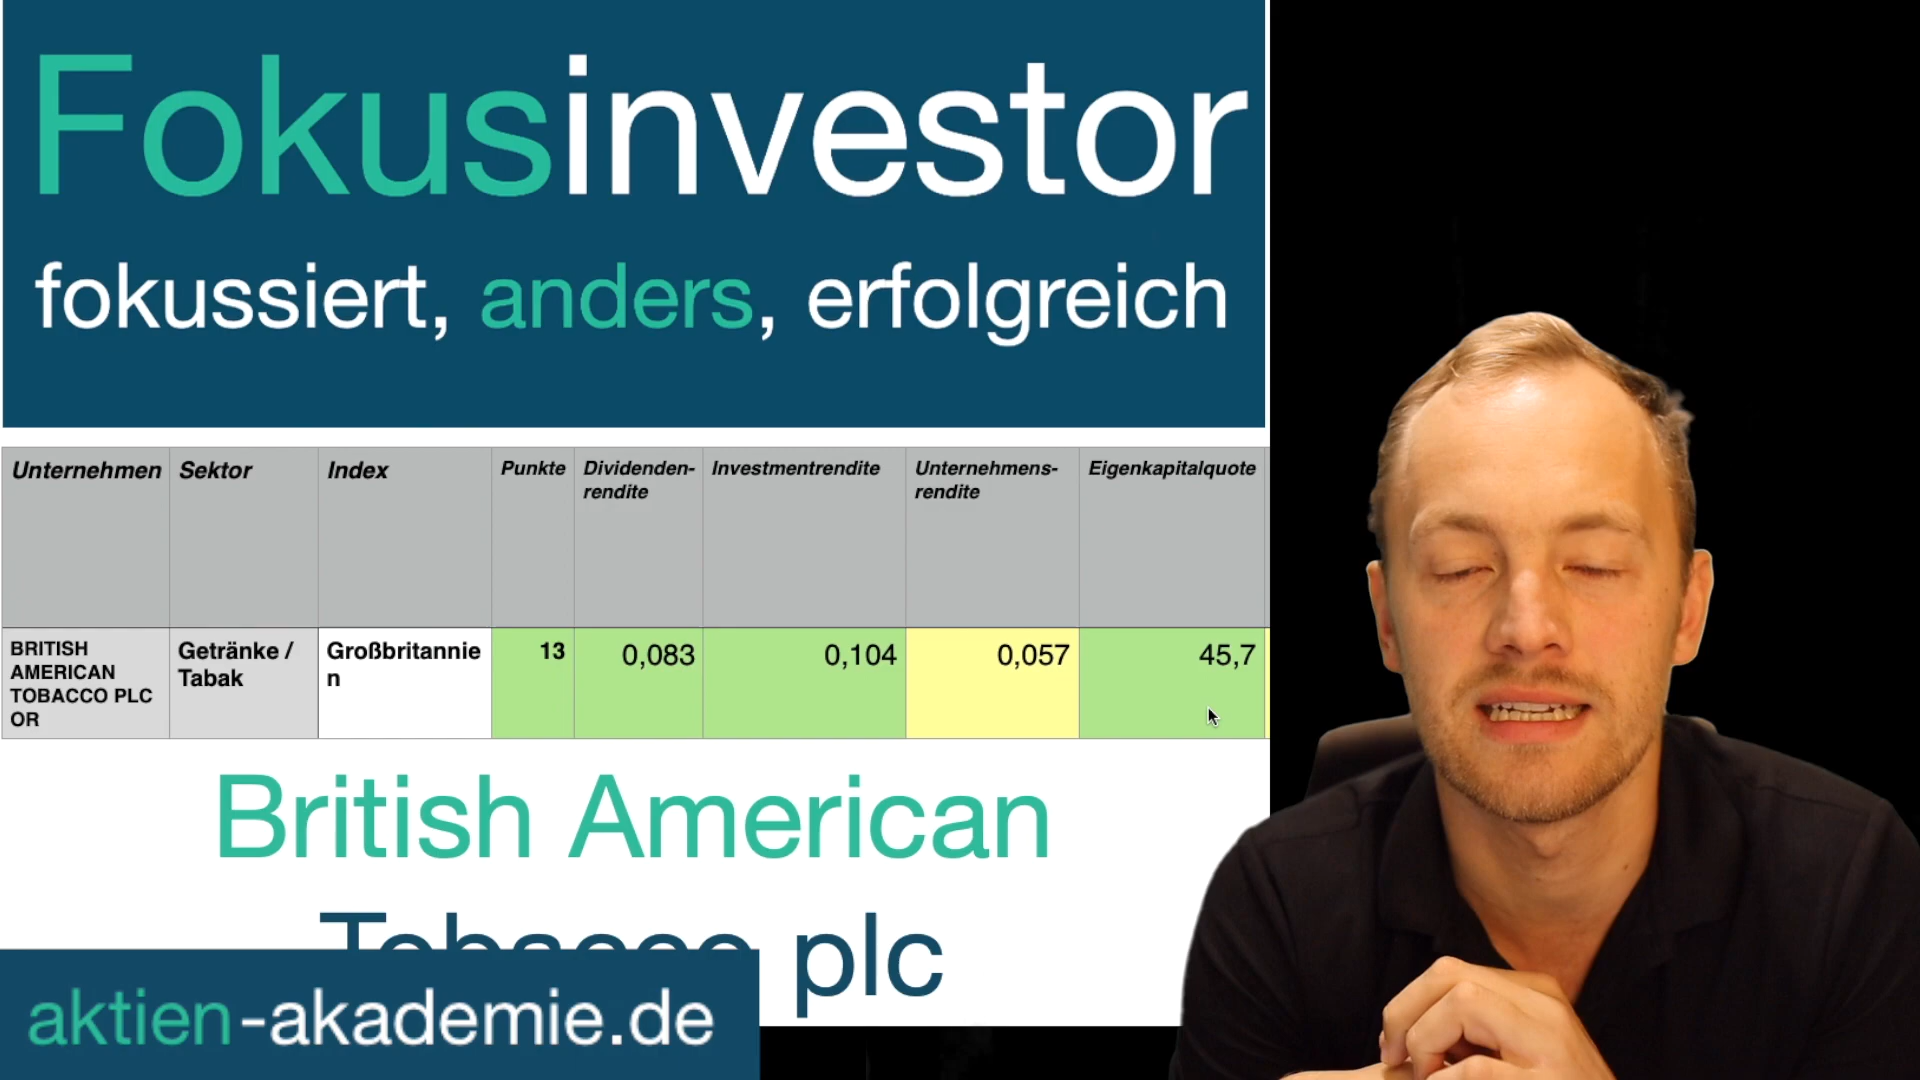 Fokusinvestor
fokussiert, anders, erfolgreich
Unternehmen Sektor Index Punkte Dividenden-
rendite Investmentrendite Unternehmens-
rendite Eigenkapitalquote
BRITISH
AMERICAN
TOBACCO PLC
OR
Getränke /
Tabak
Großbritannie
n
13 0,083 0,104 0,057 45,7
British American
Tobacco plc
aktien-akademie.de